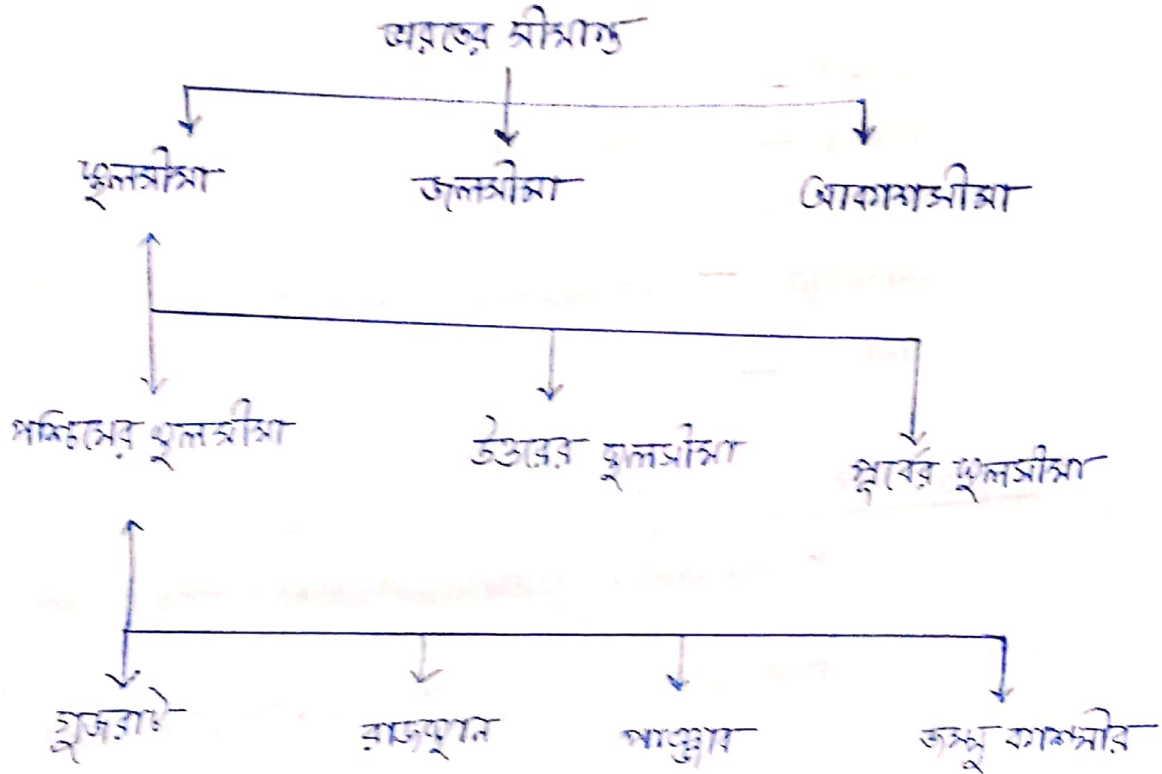 ভারতের সীমান্ত
স্থলসীমা জলসীমা আকাশসীমা
পশ্চিমের স্থলসীমা উত্তরের স্থলসীমা পূর্বের স্থলসীমা
গুজরাট রাজস্থান পাঞ্জাব জম্মু কাশ্মীর